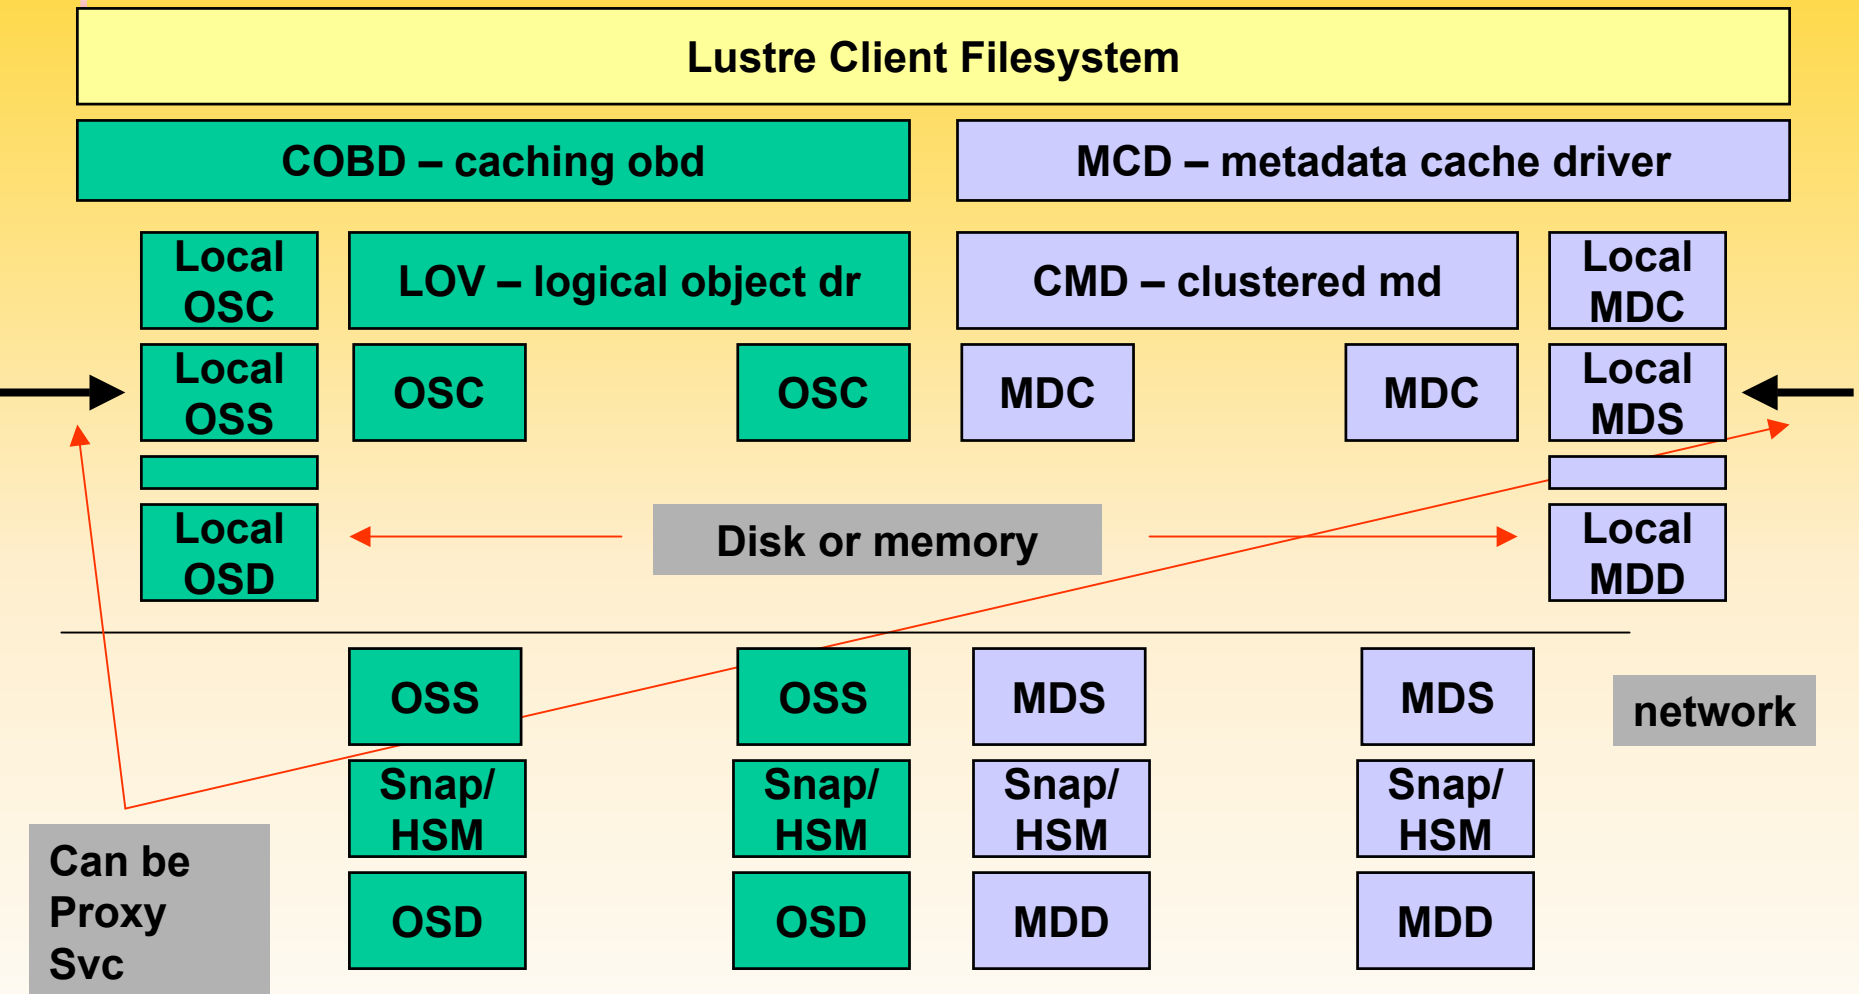 Lustre Client Filesystem
COBD – caching obd
MCD – metadata cache driver
Local
OSC
LOV – logical object dr
CMD – clustered md
Local
MDC
Local
OSS
OSC
OSC
MDC
MDC
Local
MDS
Local
OSD
Disk or memory
Local
MDD
OSS
OSS
MDS
MDS
network
Snap/
HSM
Snap/
HSM
Snap/
HSM
Snap/
HSM
Can be
Proxy
Svc
OSD
OSD
MDD
MDD